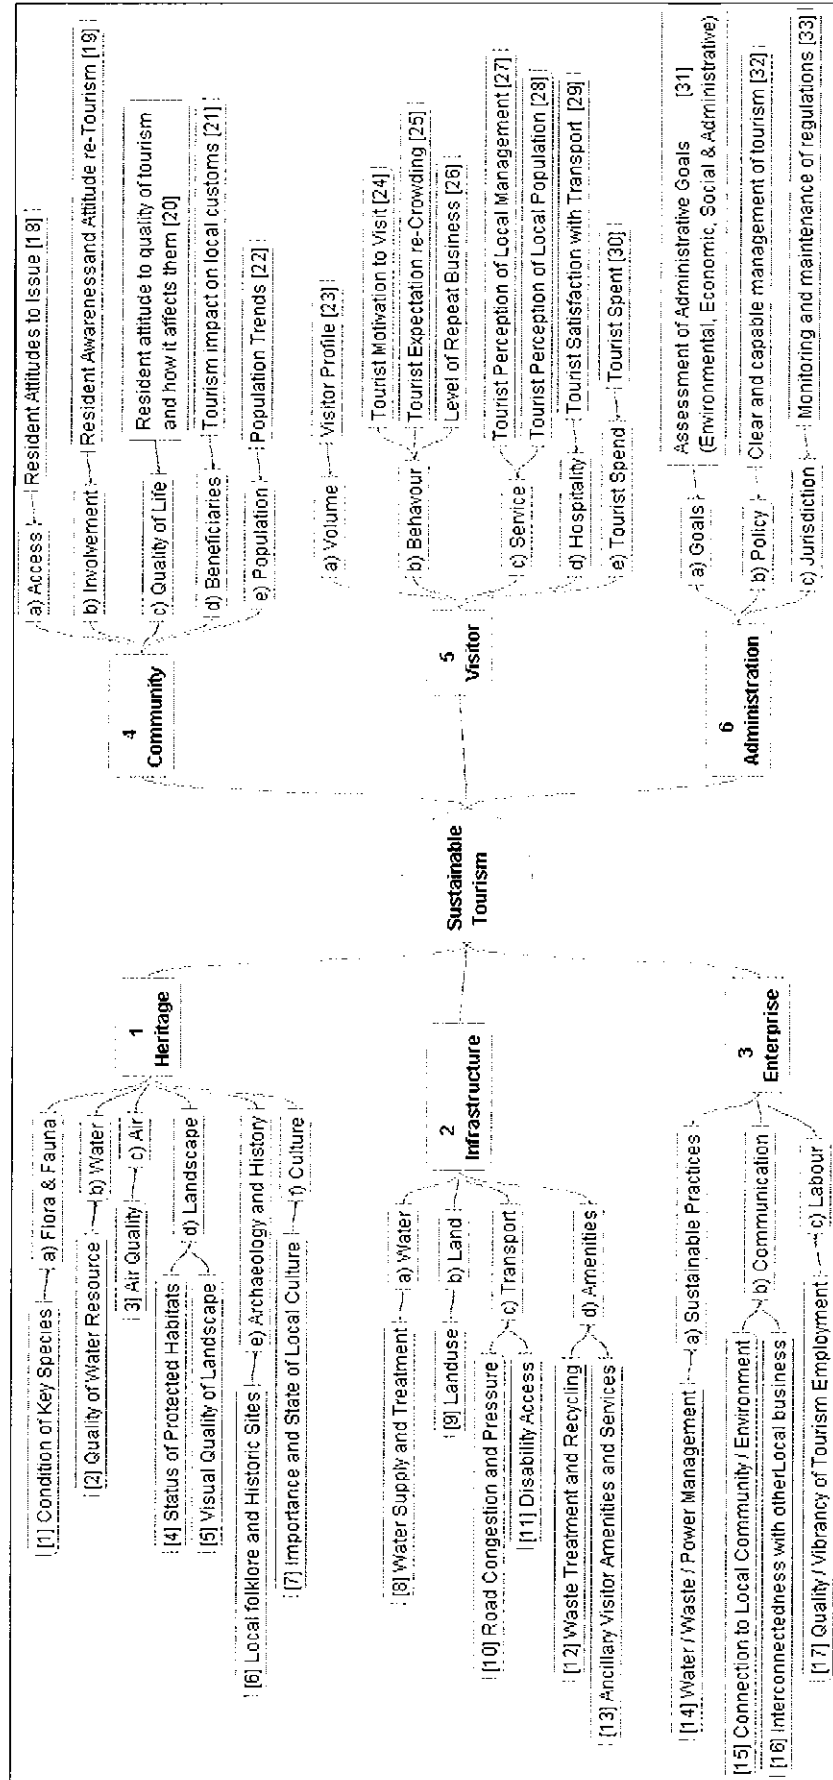 Sustainable
Tourism
1
Heritage
a) Flora & Fauna
[1] Condition of Key Species
b) Water
[2] Quality of Water Resource
c) Air
3] Air Quality
d) Landscape
[4] Status of Protected Habitats
[5] Visual Quality of Landscape
e) Archaeology and History
[6] Local folklore and Historic Sites
f) Culture
[7] Importance and State of Local Culture
2
Infrastructure
a) Water
[8] Water Supply and Treatment
b) Land
[9] Landuse
c) Transport
[10] Road Congestion and Pressure
[11] Disability Access
d) Amenities
[12] Waste Treatment and Recycling
[13] Ancillary Visitor Amenities and Services
3
Enterprise
a) Sustainable Practices
[14] Water / Waste / Power Management
b) Communication
[15] Connection to Local Community / Environment
[16] Interconnectedness with otherLocal business
c) Labour
[17] Quality / Vibrancy of Tourism Employment
4
Community
a) Access
Resident Attitudes to Issue [18]
b) Involvement
Resident Awarenessand Attitude re-Tourism [19]
c) Quality of Life
Resident attitude to quality of tourism
and how it affects them [20]
d) Beneficiaries
Tourism impact on local customs [21]
e) Population
Population Trends [22]
5
Visitor
a) Volume
Visitor Profile [23]
b) Behavour
Tourist Motivation to Visit [24]
Tourist Expectation re-Crowding [25]
Level of Repeat Business [26]
c) Service
Tourist Perception of Local Management [27]
Tourist Perception of Local Population [28]
d) Hospitality
Tourist Satisfaction with Transport [29]
e) Tourist Spend
Tourist Spent [30]
6
Administration
a) Goals
Assessment of Administrative Goals [31]
(Environmental, Economic, Social & Administrative)
b) Policy
Clear and capable management of tourism [32]
c) Jurisdiction
Monitoring and maintenance of regulations [33]